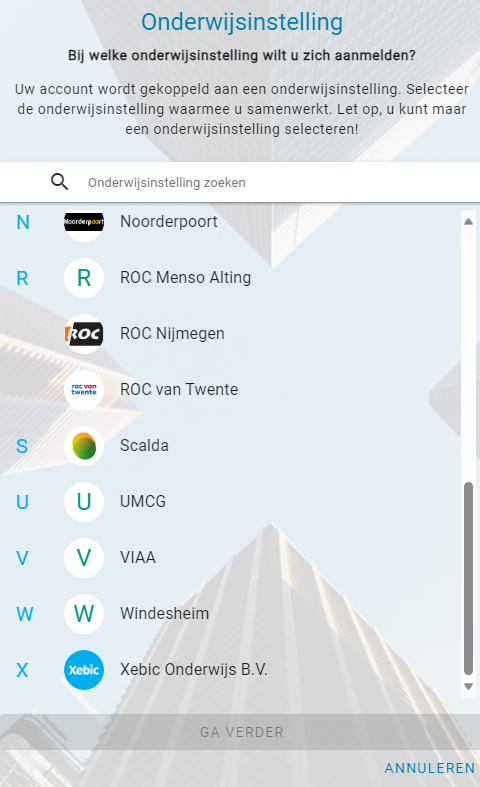 Onderwijsinstelling
Bij welke onderwijsinstelling wilt u zich aanmelden?
Uw account wordt gekoppeld aan een onderwijsinstelling. Selecteer
de onderwijsinstelling waarmee u samenwerkt. Let op, u kunt maar
een onderwijsinstelling selecteren!
Onderwijsinstelling zoeken
N Noorderpoort Noorderpoort
R R ROC Menso Alting
ROC ROC Nijmegen
roc van
twente
ROC van Twente
S Scalda
U U UMCG
V V VIAA
W W Windesheim
X Xebic Xebic Onderwijs B.V.
GA VERDER
ANNULEREN